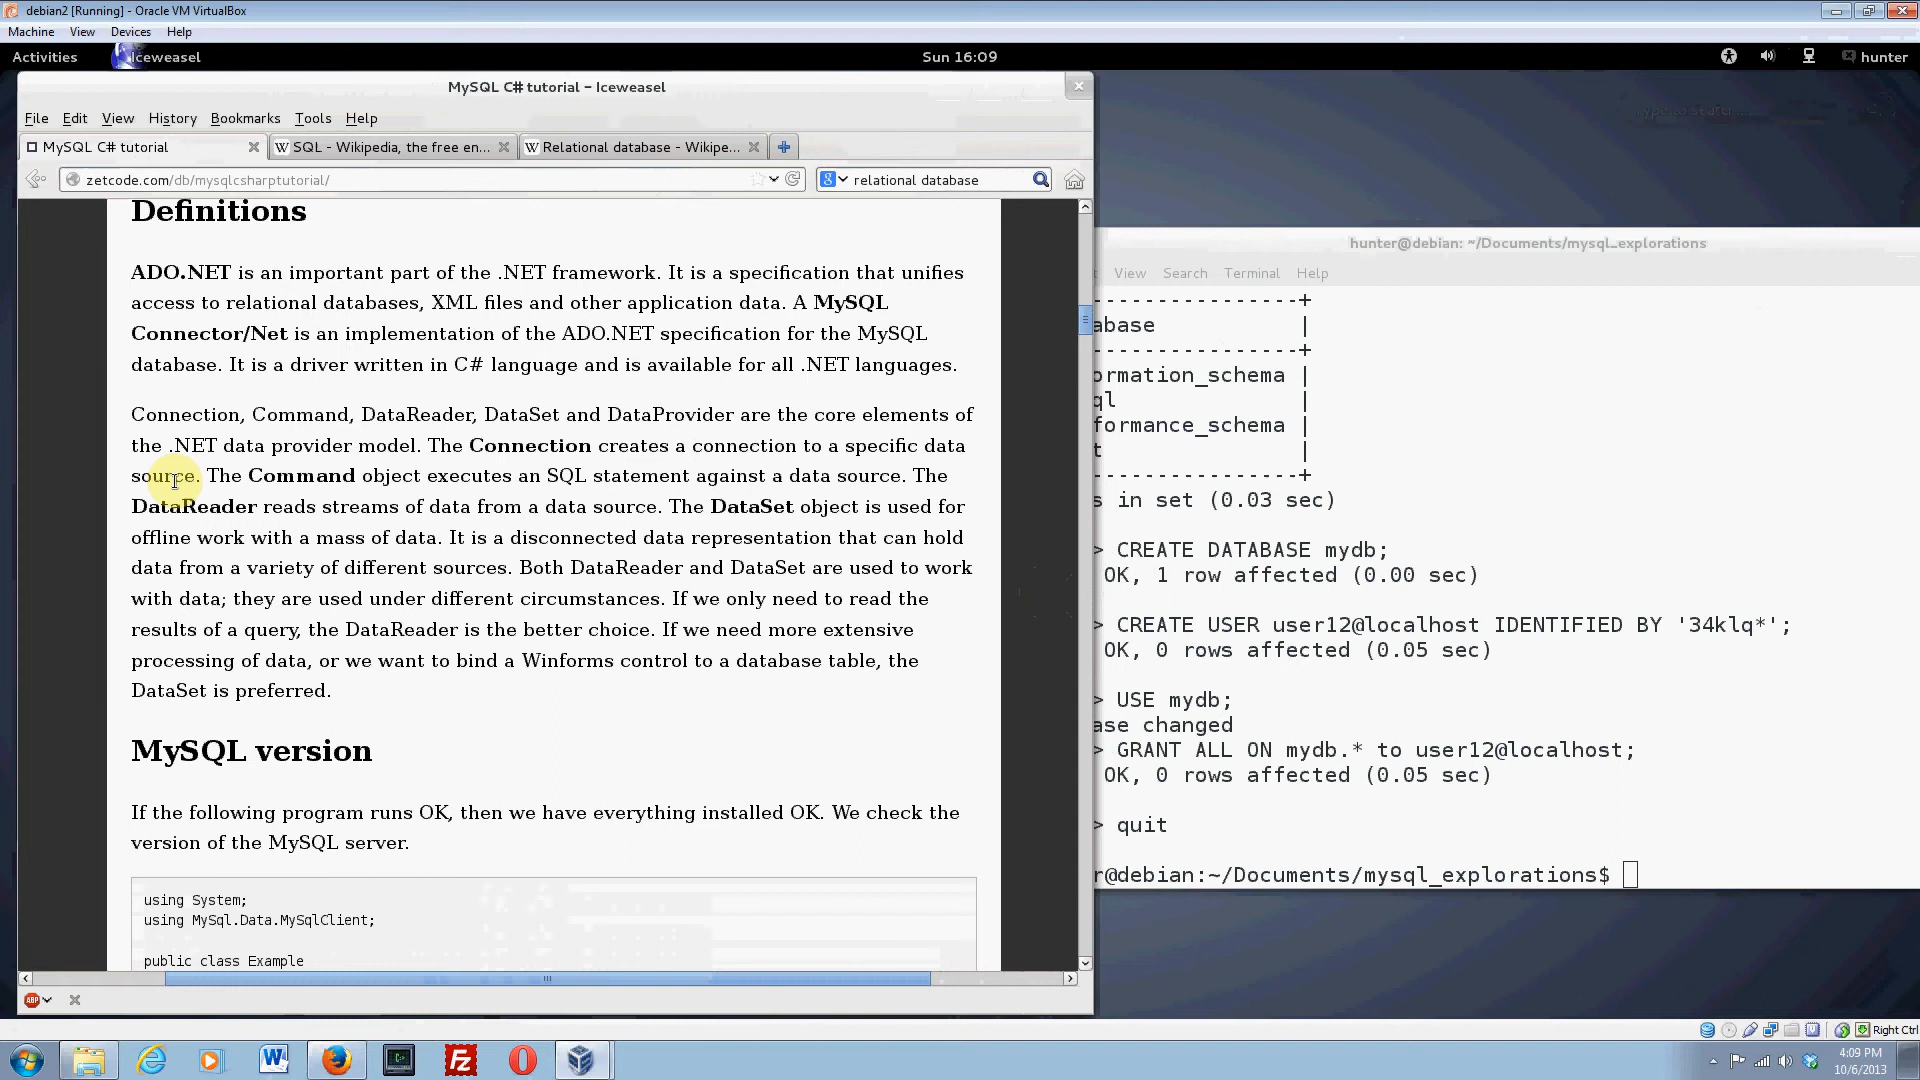 debian2 [Running] - Oracle VM VirtualBox
Machine View Devices Help
Activities Iceweasel Sun 16:09 hunter
MySQL C# tutorial - Iceweasel
File Edit View History Bookmarks Tools Help
MySQL C# tutorial SQL - Wikipedia, the free en... Relational database - Wikipe...
zetcode.com/db/mysqlcsharptutorial/ relational database
Definitions
ADO.NET is an important part of the .NET framework. It is a specification that unifies
access to relational databases, XML files and other application data. A MySQL
Connector/Net is an implementation of the ADO.NET specification for the MySQL
database. It is a driver written in C# language and is available for all .NET languages.
Connection, Command, DataReader, DataSet and DataProvider are the core elements of
the .NET data provider model. The Connection creates a connection to a specific data
source. The Command object executes an SQL statement against a data source. The
DataReader reads streams of data from a data source. The DataSet object is used for
offline work with a mass of data. It is a disconnected data representation that can hold
data from a variety of different sources. Both DataReader and DataSet are used to work
with data; they are used under different circumstances. If we only need to read the
results of a query, the DataReader is the better choice. If we need more extensive
processing of data, or we want to bind a Winforms control to a database table, the
DataSet is preferred.
MySQL version
If the following program runs OK, then we have everything installed OK. We check the
version of the MySQL server.
using System;
using MySql.Data.MySqlClient;
public class Example
ABP
hunter@debian: ~/Documents/mysql_explorations
View Search Terminal Help
----------------+
abase |
----------------+
ormation_schema |
ql |
formance_schema |
t |
----------------+
s in set (0.03 sec)
> CREATE DATABASE mydb;
OK, 1 row affected (0.00 sec)
> CREATE USER user12@localhost IDENTIFIED BY '34klq*';
OK, 0 rows affected (0.05 sec)
> USE mydb;
ase changed
> GRANT ALL ON mydb.* to user12@localhost;
OK, 0 rows affected (0.05 sec)
> quit
r@debian:~/Documents/mysql_explorations$
Right Ctrl
4:09 PM
10/6/2013